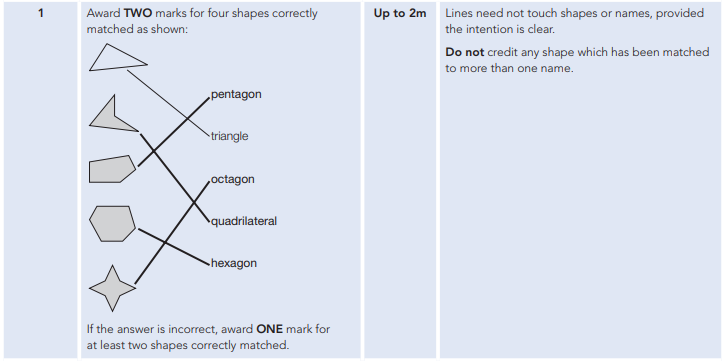 1
Award TWO marks for four shapes correctly
matched as shown:
pentagon
triangle
octagon
quadrilateral
hexagon
If the answer is incorrect, award ONE mark for
at least two shapes correctly matched.
Up to 2m
Lines need not touch shapes or names, provided
the intention is clear.
Do not credit any shape which has been matched
to more than one name.